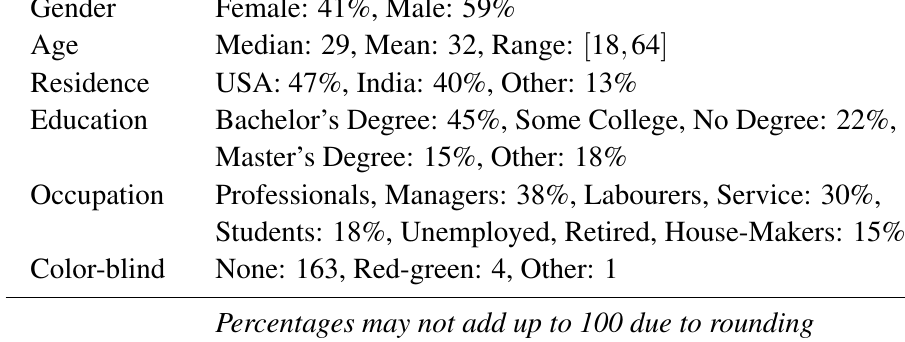 Gender Female: 41%, Male: 59%
Age Median: 29, Mean: 32, Range: [18,64]
Residence USA: 47%, India: 40%, Other: 13%
Education Bachelor's Degree: 45%, Some College, No Degree: 22%,
Master's Degree: 15%, Other: 18%
Occupation Professionals, Managers: 38%, Labourers, Service: 30%,
Students: 18%, Unemployed, Retired, House-Makers: 15%
Color-blind None: 163, Red-green: 4, Other: 1
Percentages may not add up to 100 due to rounding